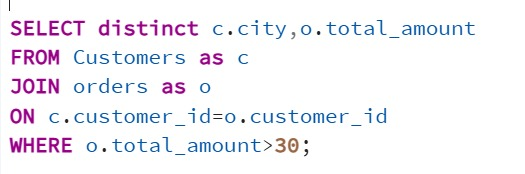 SELECT distinct c.city,o.total_amount
FROM Customers as c
JOIN orders as o
ON c.customer_id=o.customer_id
WHERE o.total_amount>30;